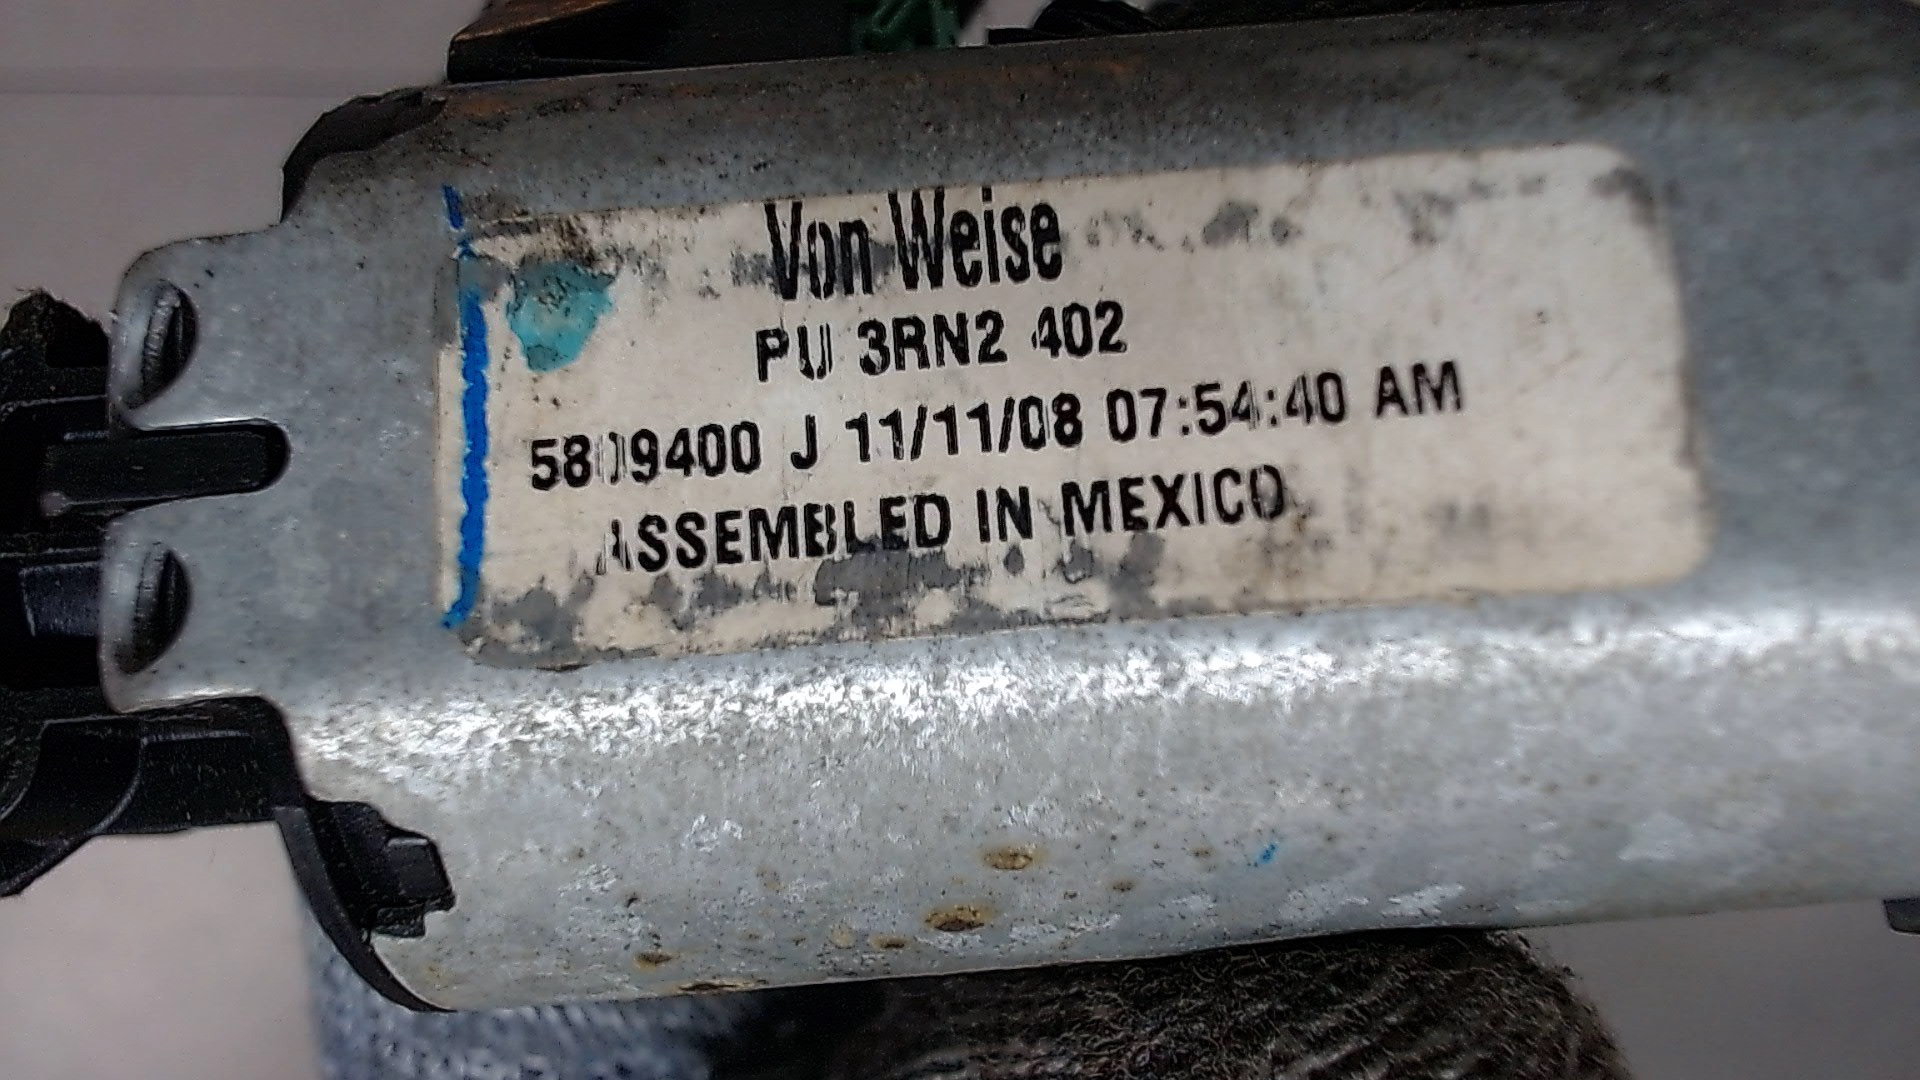 Von Weise
PU 3RN2 402
5809400 J 11/11/08 07:54:40 AM
ASSEMBLED IN MEXICO